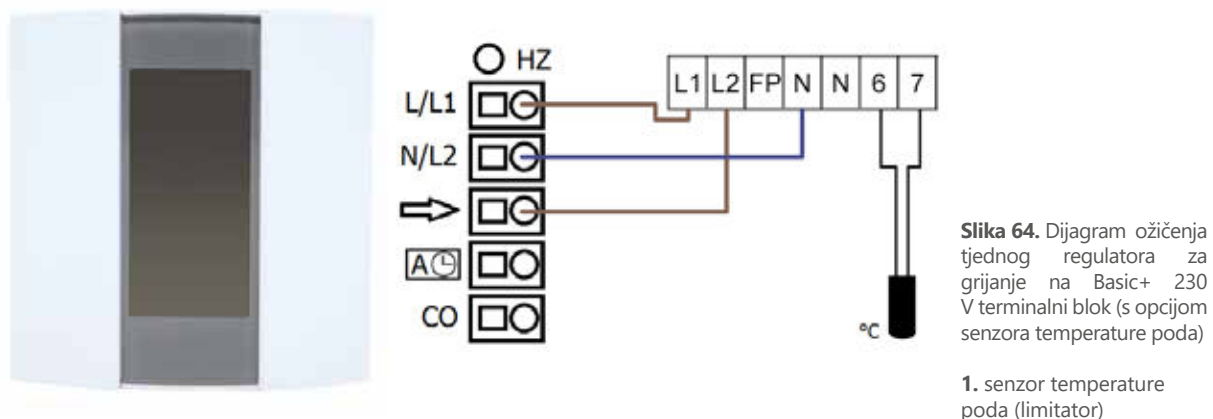 HZ
L/L1
N/L2
A
CO
L1 L2 FP N N 6 7
°C
Slika 64. Dijagram ožičenja
tjednog regulatora za
grijanje na Basic+ 230
V terminalni blok (s opcijom
senzora temperature poda)
1. senzor temperature
poda (limitator)